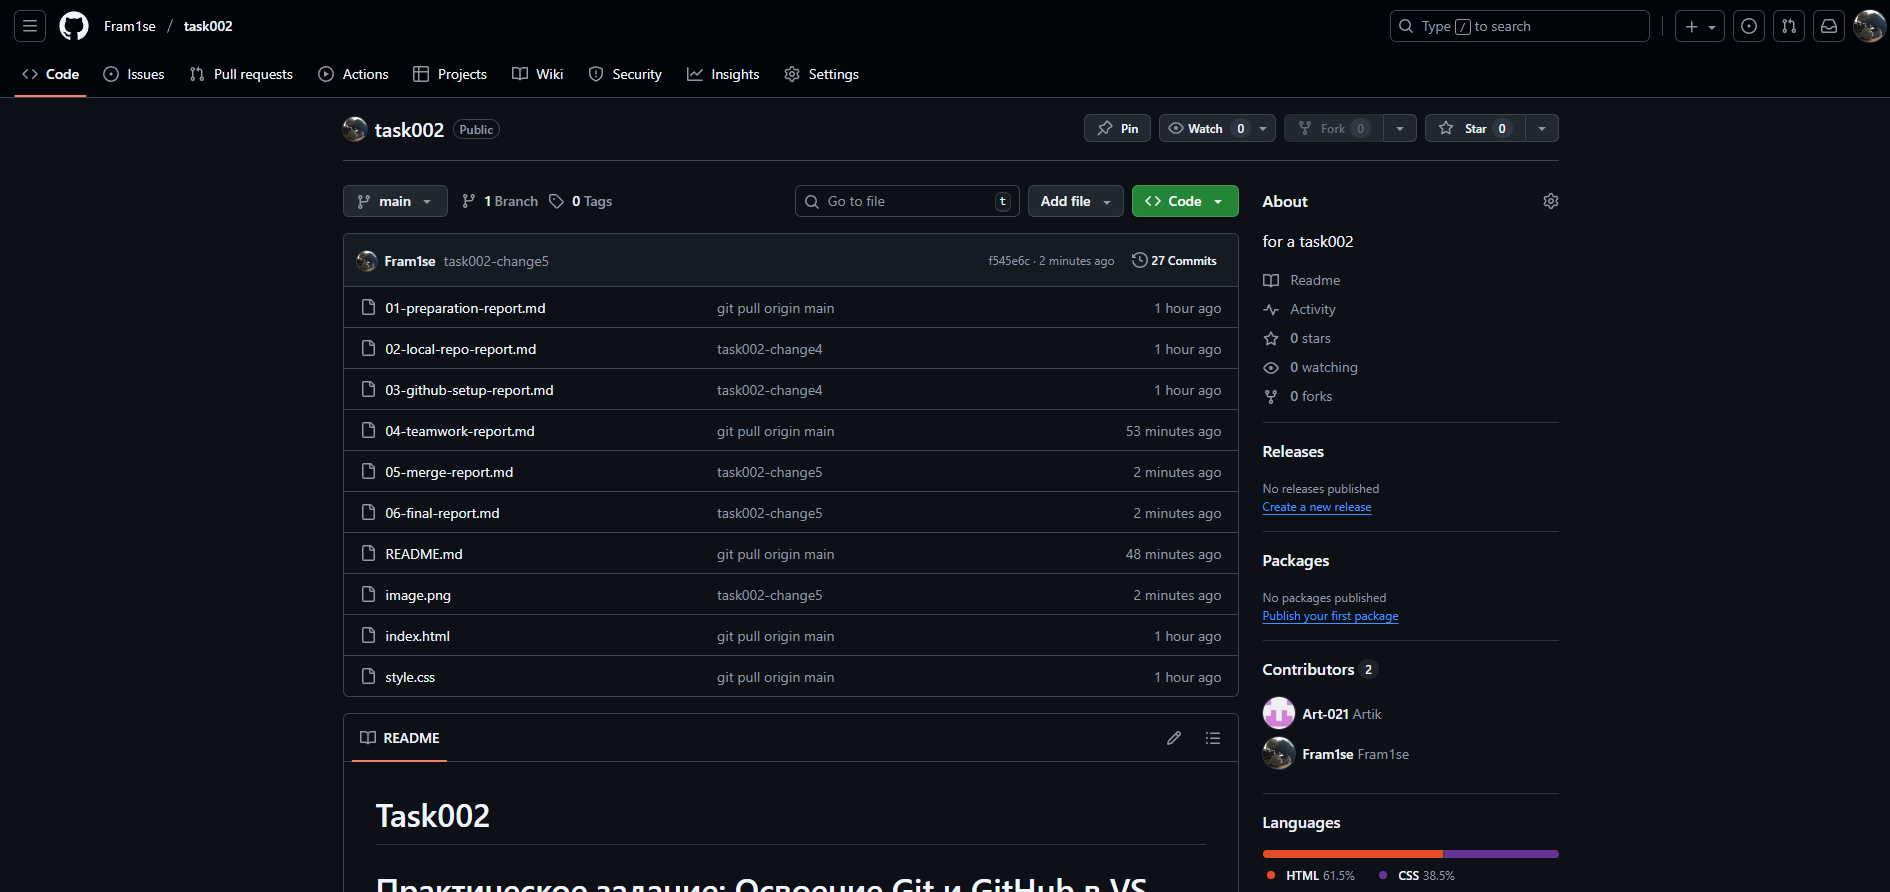 Fram1se / task002
Type / to search
Code Issues Pull requests Actions Projects Wiki Security Insights Settings
task002 Public
Pin Watch 0 Fork 0 Star 0
main 1 Branch 0 Tags Go to file t Add file Code
Fram1se task002-change5 f545e6c · 2 minutes ago 27 Commits
01-preparation-report.md git pull origin main 1 hour ago
02-local-repo-report.md task002-change4 1 hour ago
03-github-setup-report.md task002-change4 1 hour ago
04-teamwork-report.md git pull origin main 53 minutes ago
05-merge-report.md task002-change5 2 minutes ago
06-final-report.md task002-change5 2 minutes ago
README.md git pull origin main 48 minutes ago
image.png task002-change5 2 minutes ago
index.html git pull origin main 1 hour ago
style.css git pull origin main 1 hour ago
README
Task002
Практическое задание: Освоение Git и GitHub в VS
About
for a task002
Readme
Activity
0 stars
0 watching
0 forks
Releases
No releases published
Create a new release
Packages
No packages published
Publish your first package
Contributors 2
Art-021 Artik
Fram1se Fram1se
Languages
HTML 61.5% CSS 38.5%